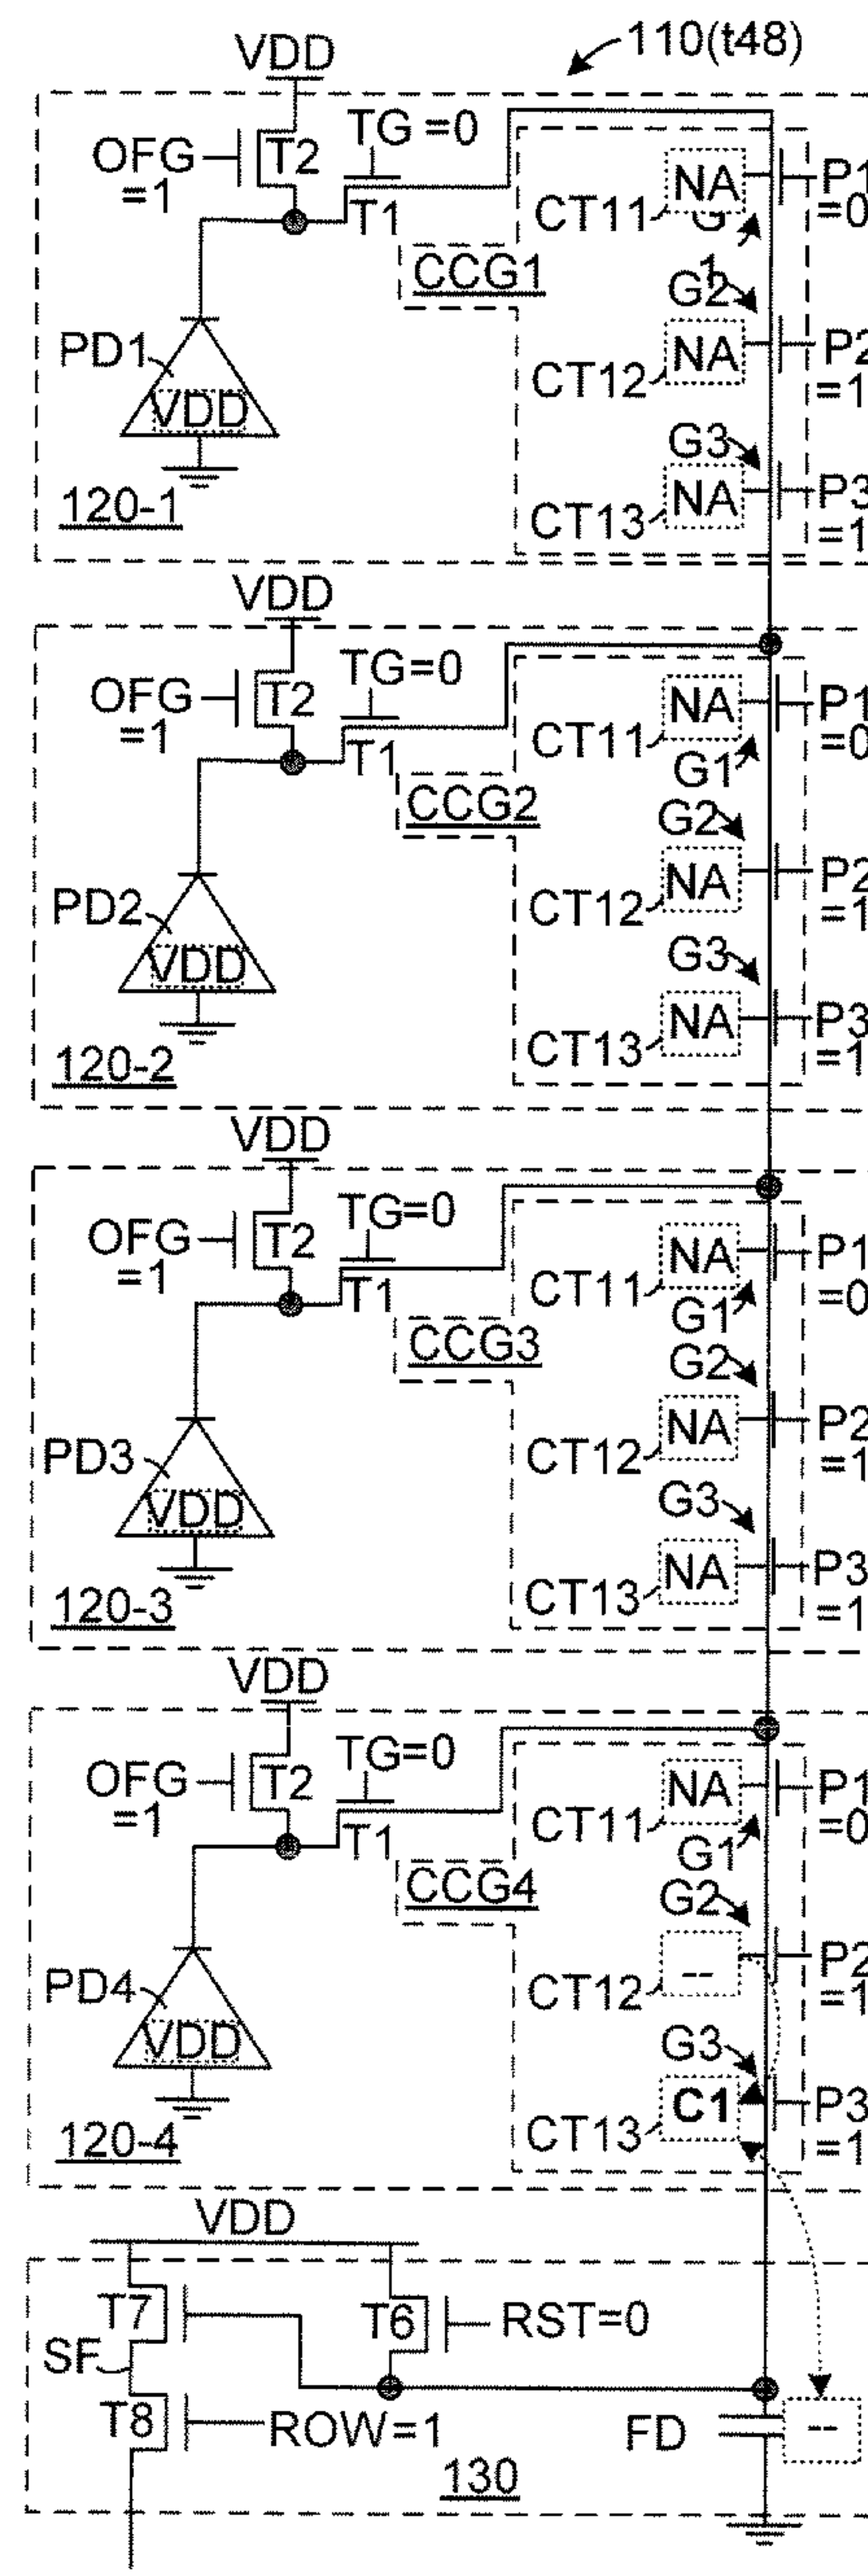 110(t48)
VDD
OFG
=1
T2
TG =0
T1
CCG1
CT11
NA
G
1
P1
=0
G2
CT12
NA
P2
=1
G3
CT13
NA
P3
=1
PD1
VDD
120-1
VDD
OFG
=1
T2
TG=0
T1
CCG2
CT11
NA
G1
P1
=0
G2
CT12
NA
P2
=1
G3
CT13
NA
P3
=1
PD2
VDD
120-2
VDD
OFG
=1
T2
TG=0
T1
CCG3
CT11
NA
G1
P1
=0
G2
CT12
NA
P2
=1
G3
CT13
NA
P3
=1
PD3
VDD
120-3
VDD
OFG
=1
T2
TG=0
T1
CCG4
CT11
NA
G1
P1
=0
G2
CT12
--
P2
=1
G3
CT13
C1
P3
=1
PD4
VDD
120-4
VDD
T7
T6
RST=0
SF
T8
ROW=1
FD
--
130